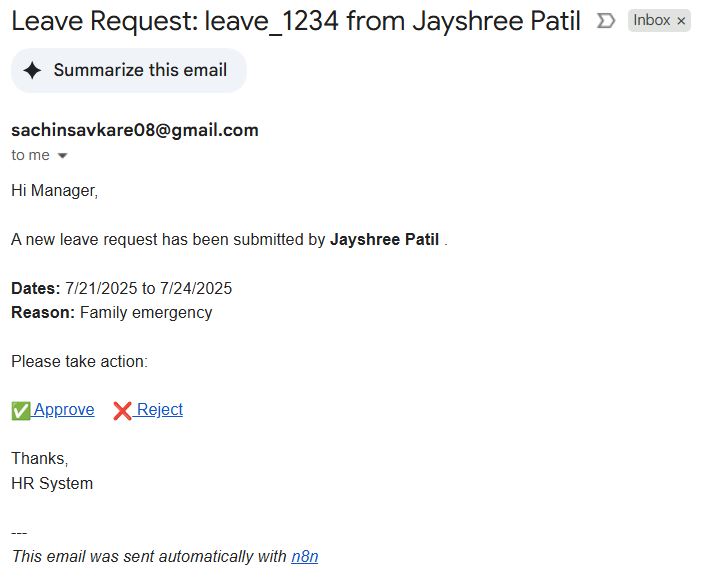 Leave Request: leave_1234 from Jayshree Patil Inbox ×
Summarize this email
sachinsavkare08@gmail.com
to me
Hi Manager,
A new leave request has been submitted by Jayshree Patil .
Dates: 7/21/2025 to 7/24/2025
Reason: Family emergency
Please take action:
✅ Approve ❌ Reject
Thanks,
HR System
---
This email was sent automatically with n8n